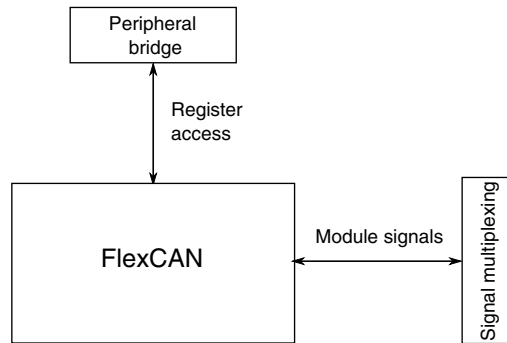 Peripheral
bridge
Register
access
FlexCAN
Module signals
Signal multiplexing